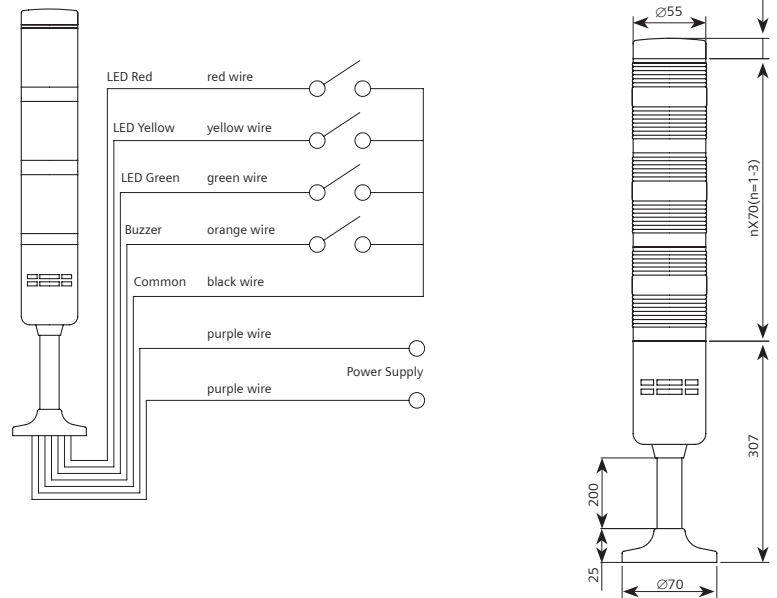 LED Red red wire
LED Yellow yellow wire
LED Green green wire
Buzzer orange wire
Common black wire
purple wire
Power Supply
purple wire
Ø55
nX70(n=1-3)
307
200
25
Ø70